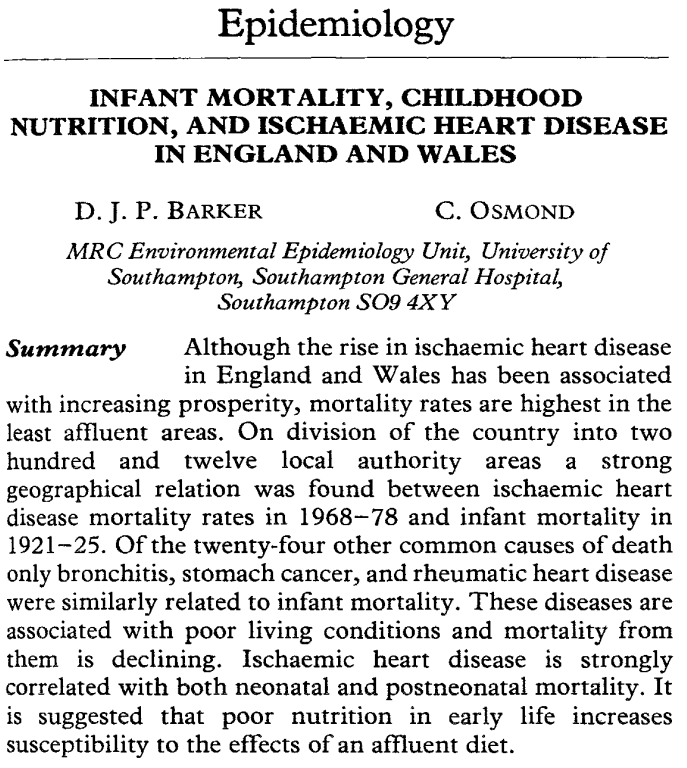 Epidemiology
INFANT MORTALITY, CHILDHOOD
NUTRITION, AND ISCHAEMIC HEART DISEASE
IN ENGLAND AND WALES
D. J. P. BARKER C. OSMOND
MRC Environmental Epidemiology Unit, University of
Southampton, Southampton General Hospital,
Southampton SO9 4XY
Summary Although the rise in ischaemic heart disease
in England and Wales has been associated
with increasing prosperity, mortality rates are highest in the
least affluent areas. On division of the country into two
hundred and twelve local authority areas a strong
geographical relation was found between ischaemic heart
disease mortality rates in 1968–78 and infant mortality in
1921–25. Of the twenty-four other common causes of death
only bronchitis, stomach cancer, and rheumatic heart disease
were similarly related to infant mortality. These diseases are
associated with poor living conditions and mortality from
them is declining. Ischaemic heart disease is strongly
correlated with both neonatal and postneonatal mortality. It
is suggested that poor nutrition in early life increases
susceptibility to the effects of an affluent diet.